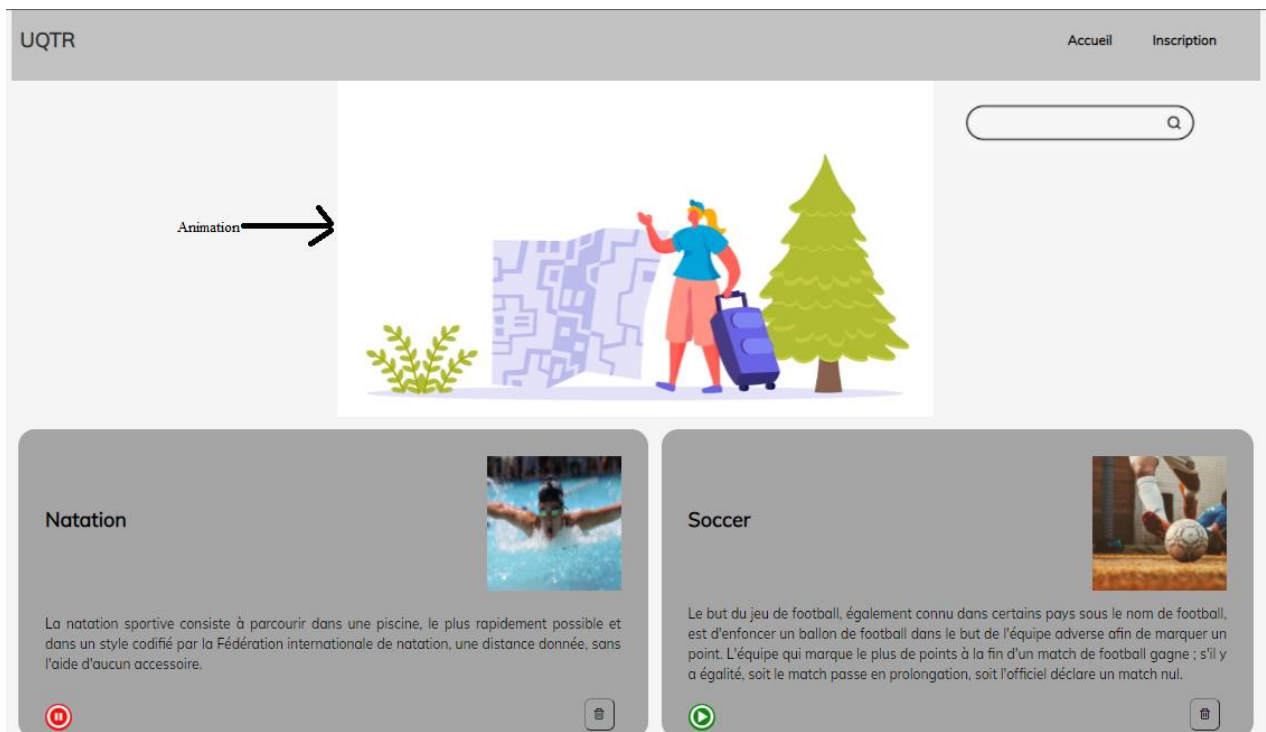 UQTR
Accueil
Inscription
Animation
Natation
La natation sportive consiste à parcourir dans une piscine, le plus rapidement possible et
dans un style codifié par la Fédération internationale de natation, une distance donnée, sans
l'aide d'aucun accessoire.
Soccer
Le but du jeu de football, également connu dans certains pays sous le nom de football,
est d'enfoncer un ballon de football dans le but de l'équipe adverse afin de marquer un
point. L'équipe qui marque le plus de points à la fin d'un match de football gagne ; s'il y
a égalité, soit le match passe en prolongation, soit l'officiel déclare un match nul.